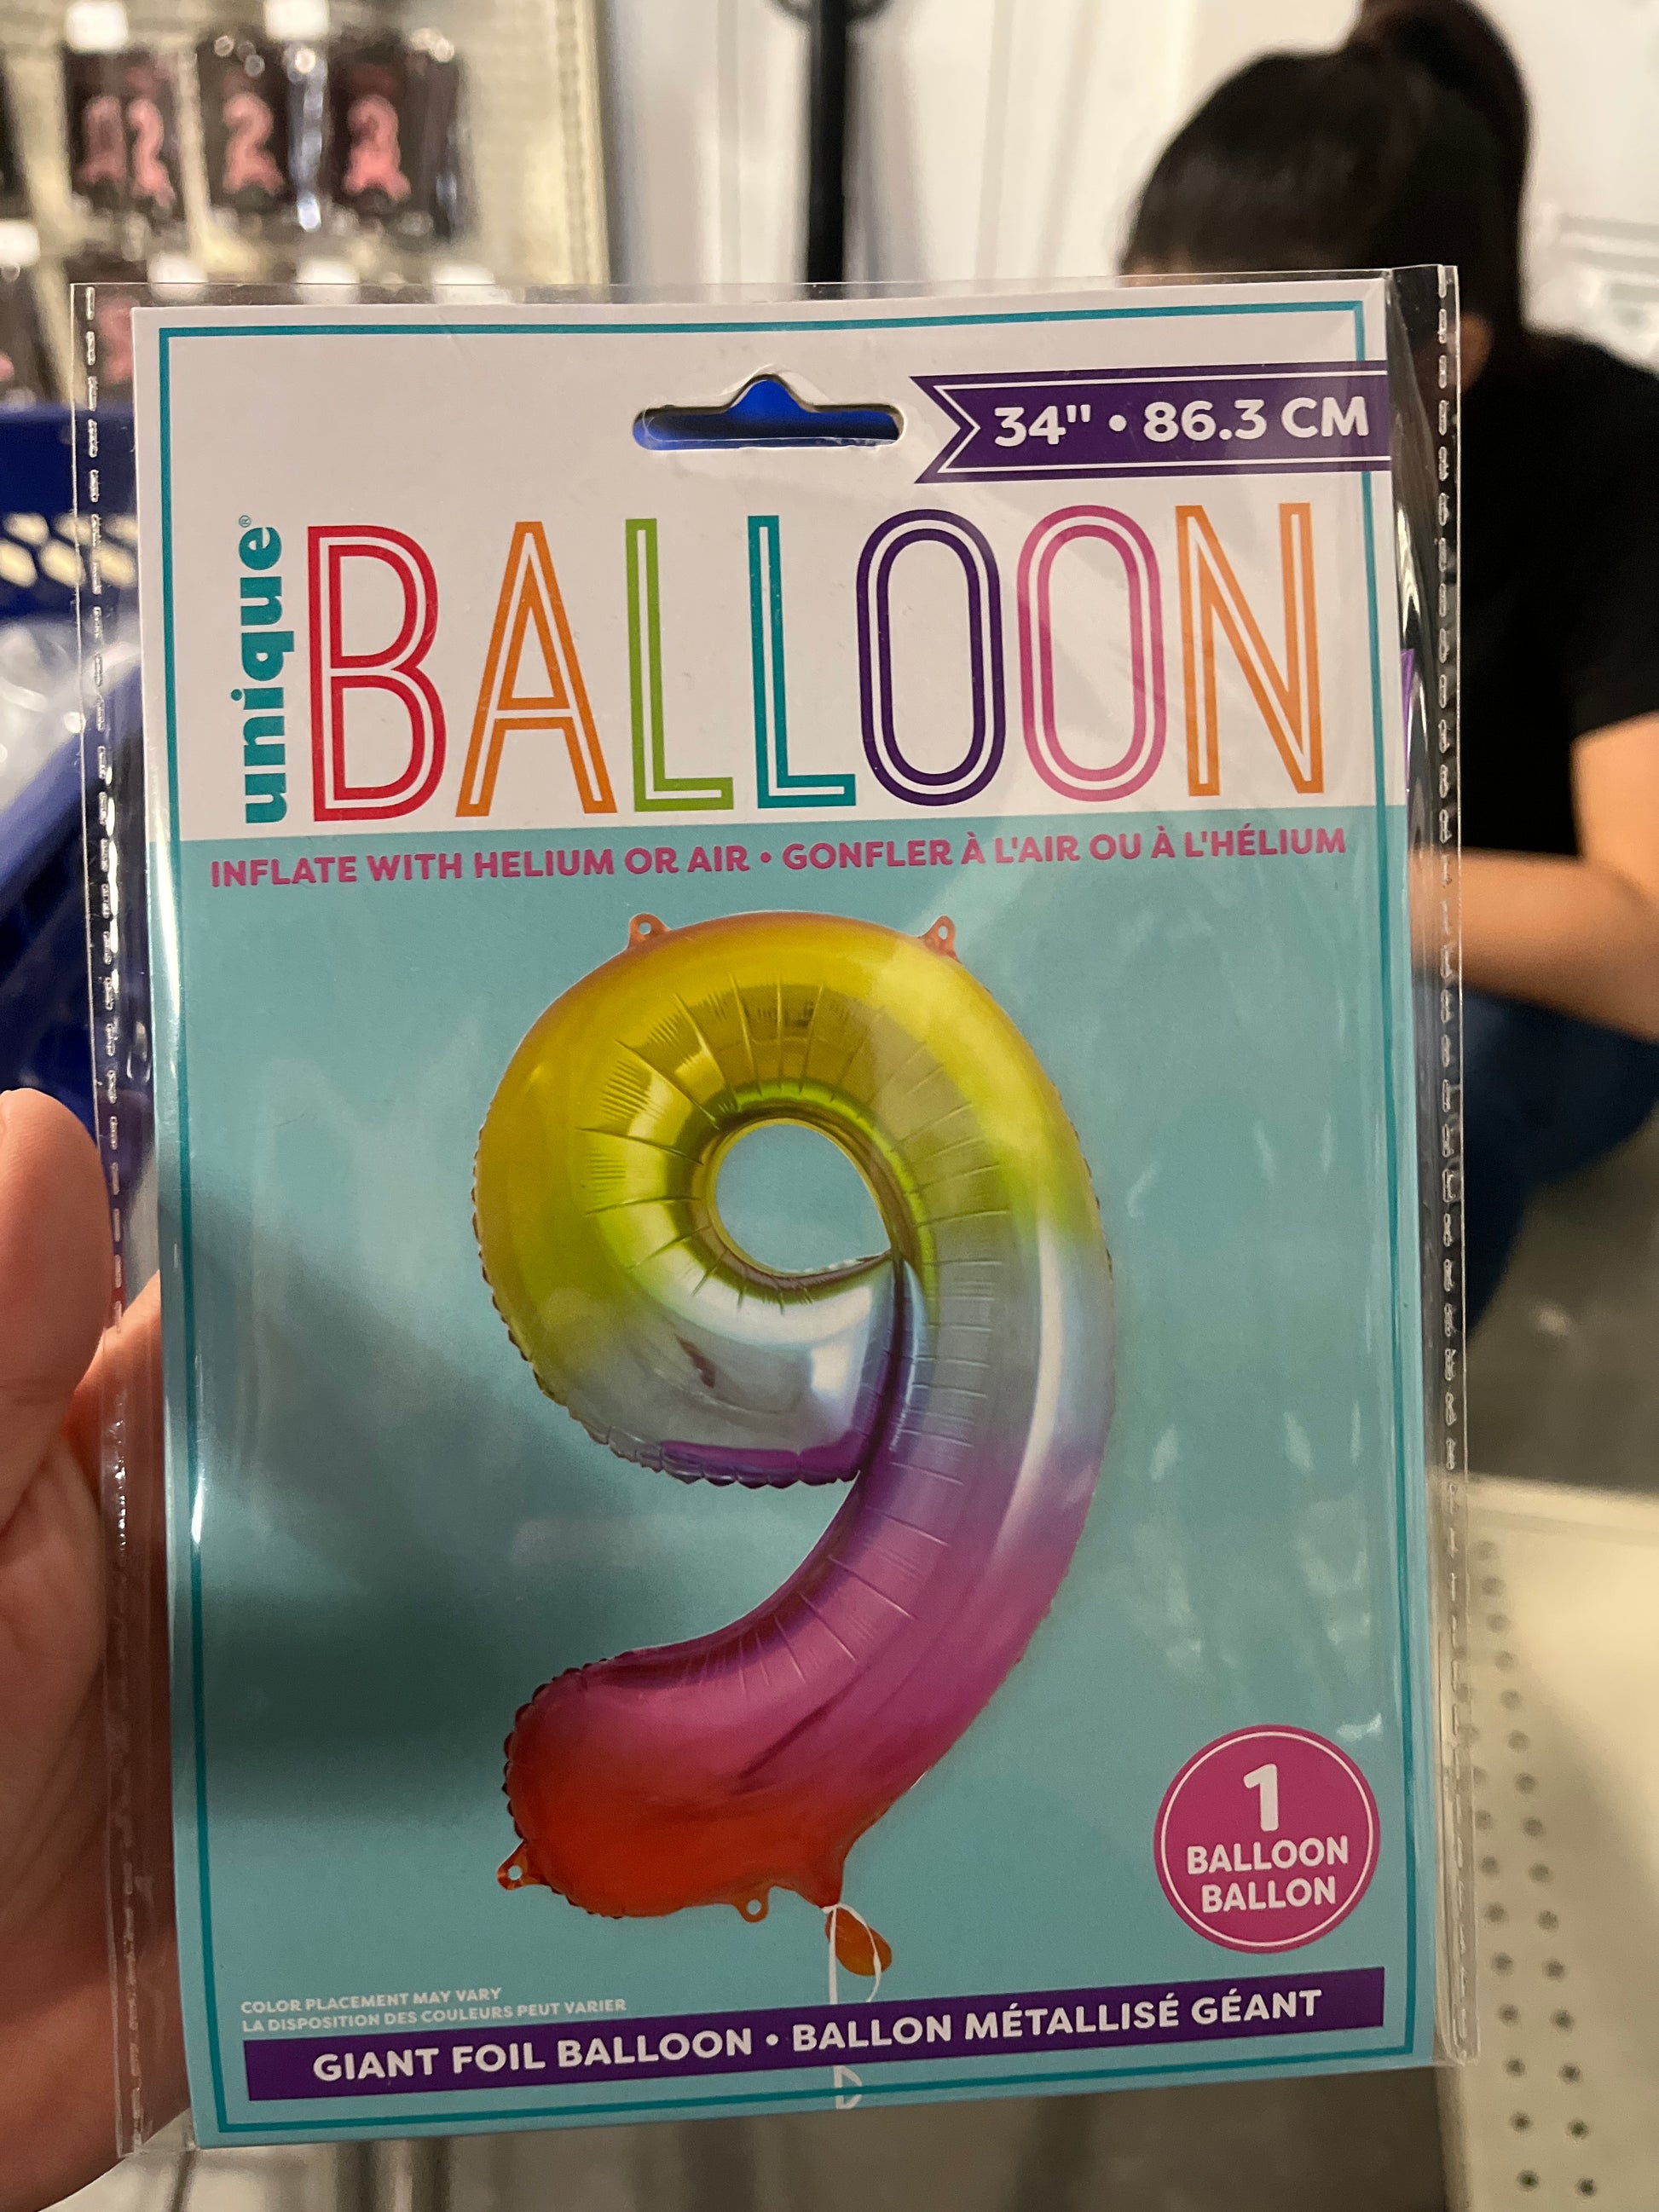 34" • 86.3 CM
unique®
BALLOON
INFLATE WITH HELIUM OR AIR • GONFLER À L'AIR OU À L'HÉLIUM
9
1
BALLOON
BALLON
COLOR PLACEMENT MAY VARY
LA DISPOSITION DES COULEURS PEUT VARIER
GIANT FOIL BALLOON • BALLON MÉTALLISÉ GÉANT